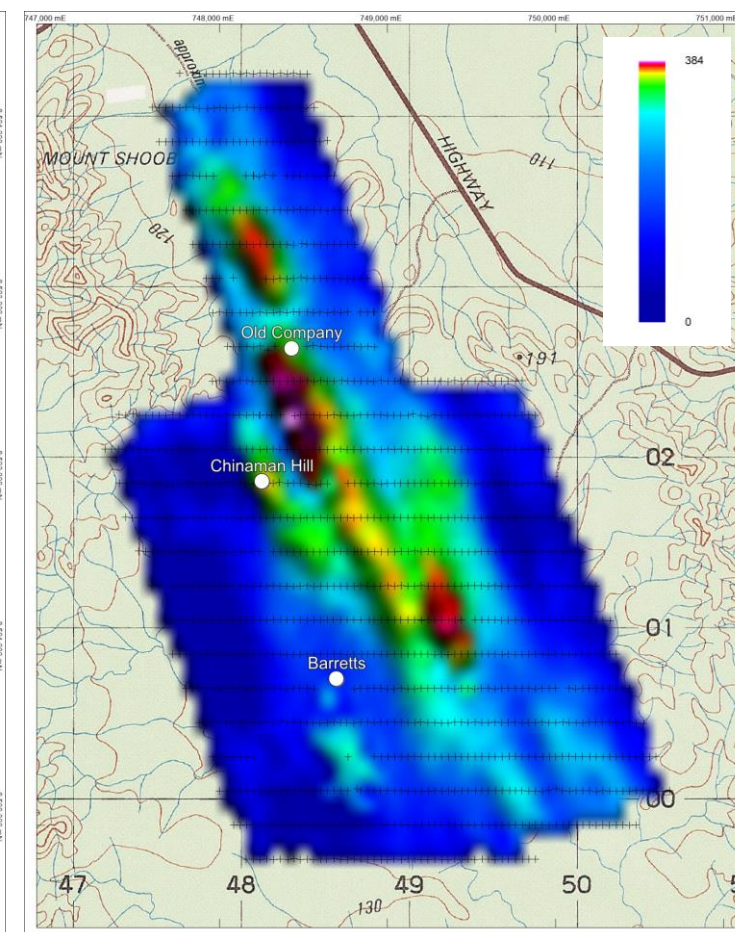 747,000 mE
748,000 mE
749,000 mE
750,000 mE
751,000 m
approxim
384
HIGHWAY
110
MOUNT SHOOB
120
0
Old Company
191
Chinaman Hill
02
01
Barretts
00
47
48
49
50
130